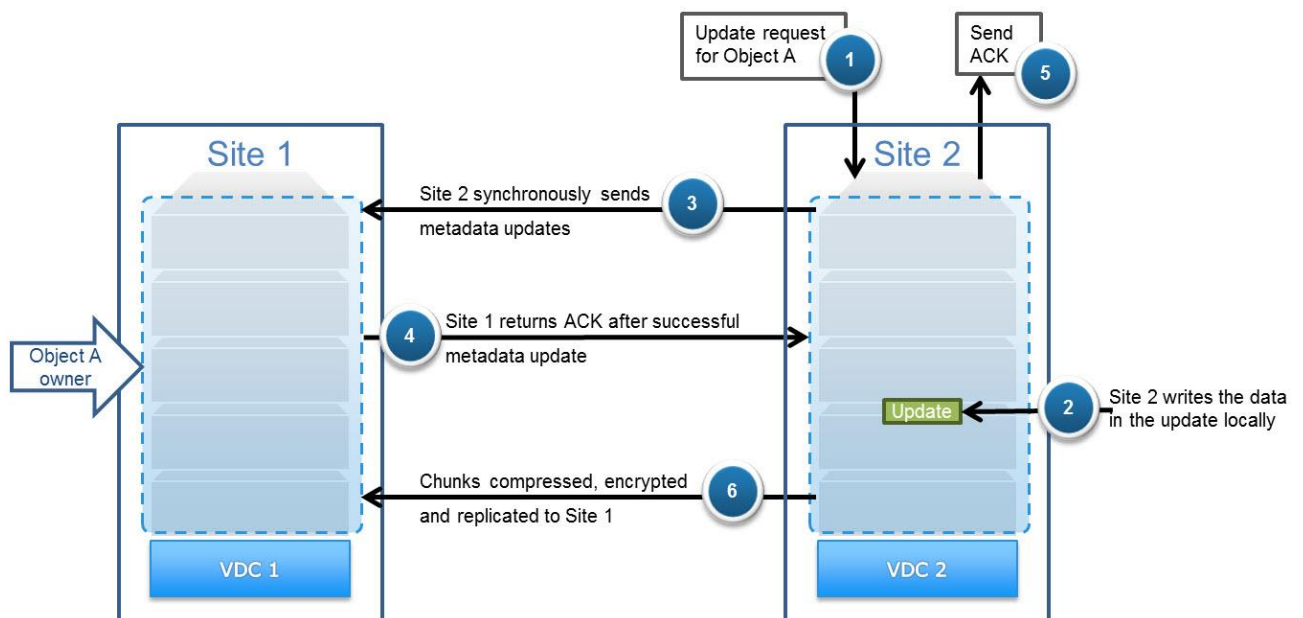 Update request
for Object A
1
Send
ACK
5
Site 1
Site 2
Site 2 synchronously sends
metadata updates
3
4
Site 1 returns ACK after successful
metadata update
Object A
owner
Update
2
Site 2 writes the data
in the update locally
Chunks compressed, encrypted
and replicated to Site 1
6
VDC 1
VDC 2